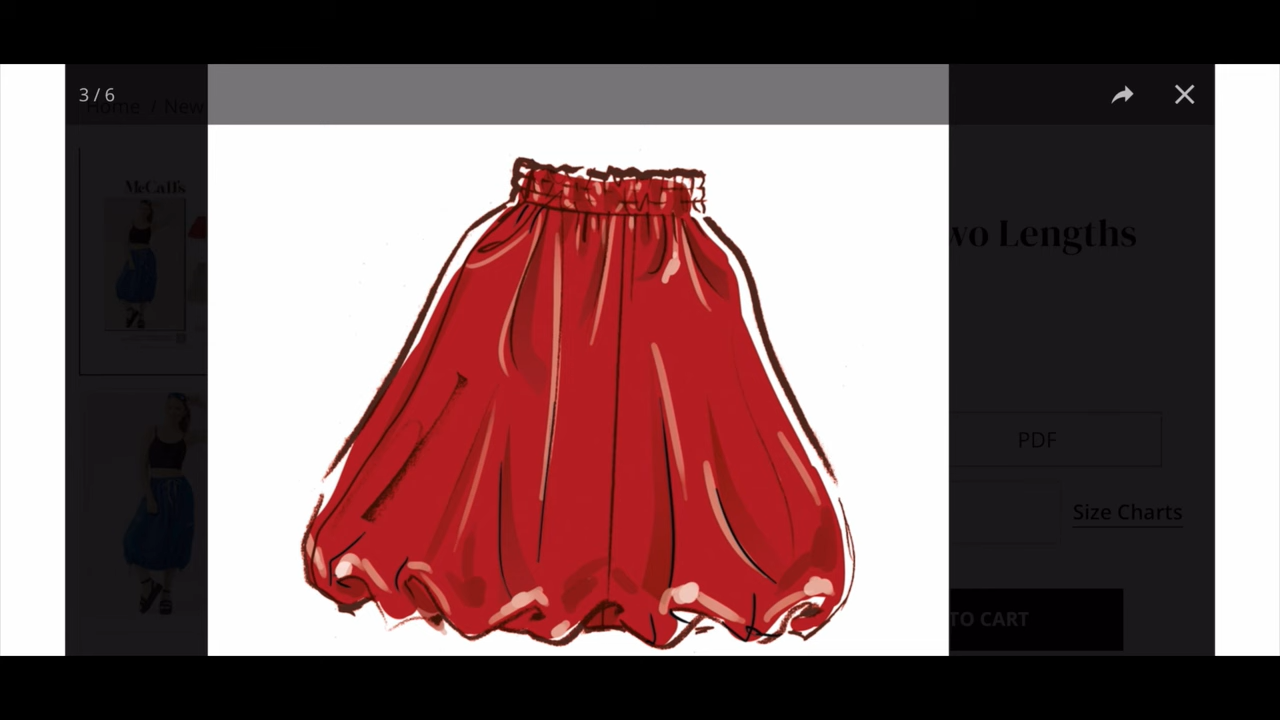 3 / 6
Home / New
McCall's
wo Lengths
PDF
Size Charts
TO CART